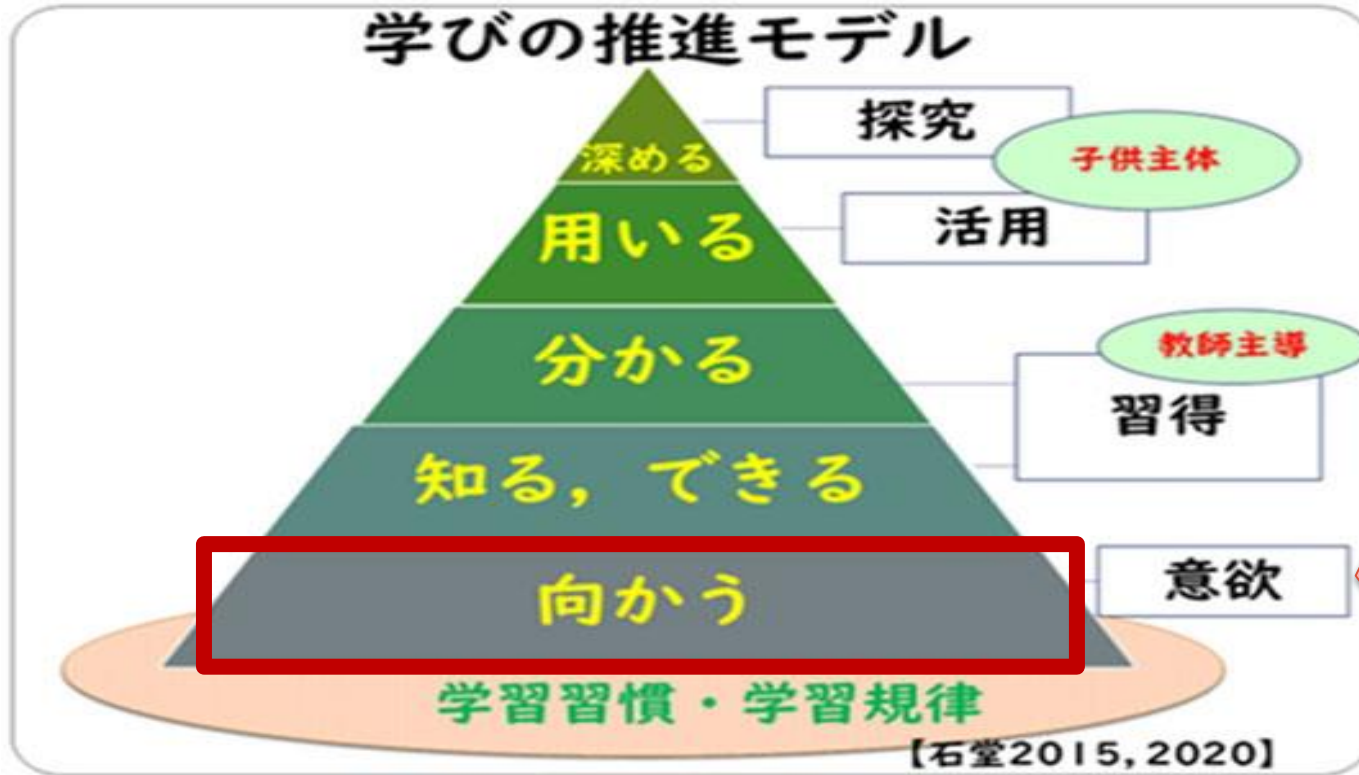 学びの推進モデル
深める
探究
子供主体
用いる
活用
分かる
教師主導
習得
知る，できる
向かう
意欲
学習習慣・学習規律
【石堂2015,2020】